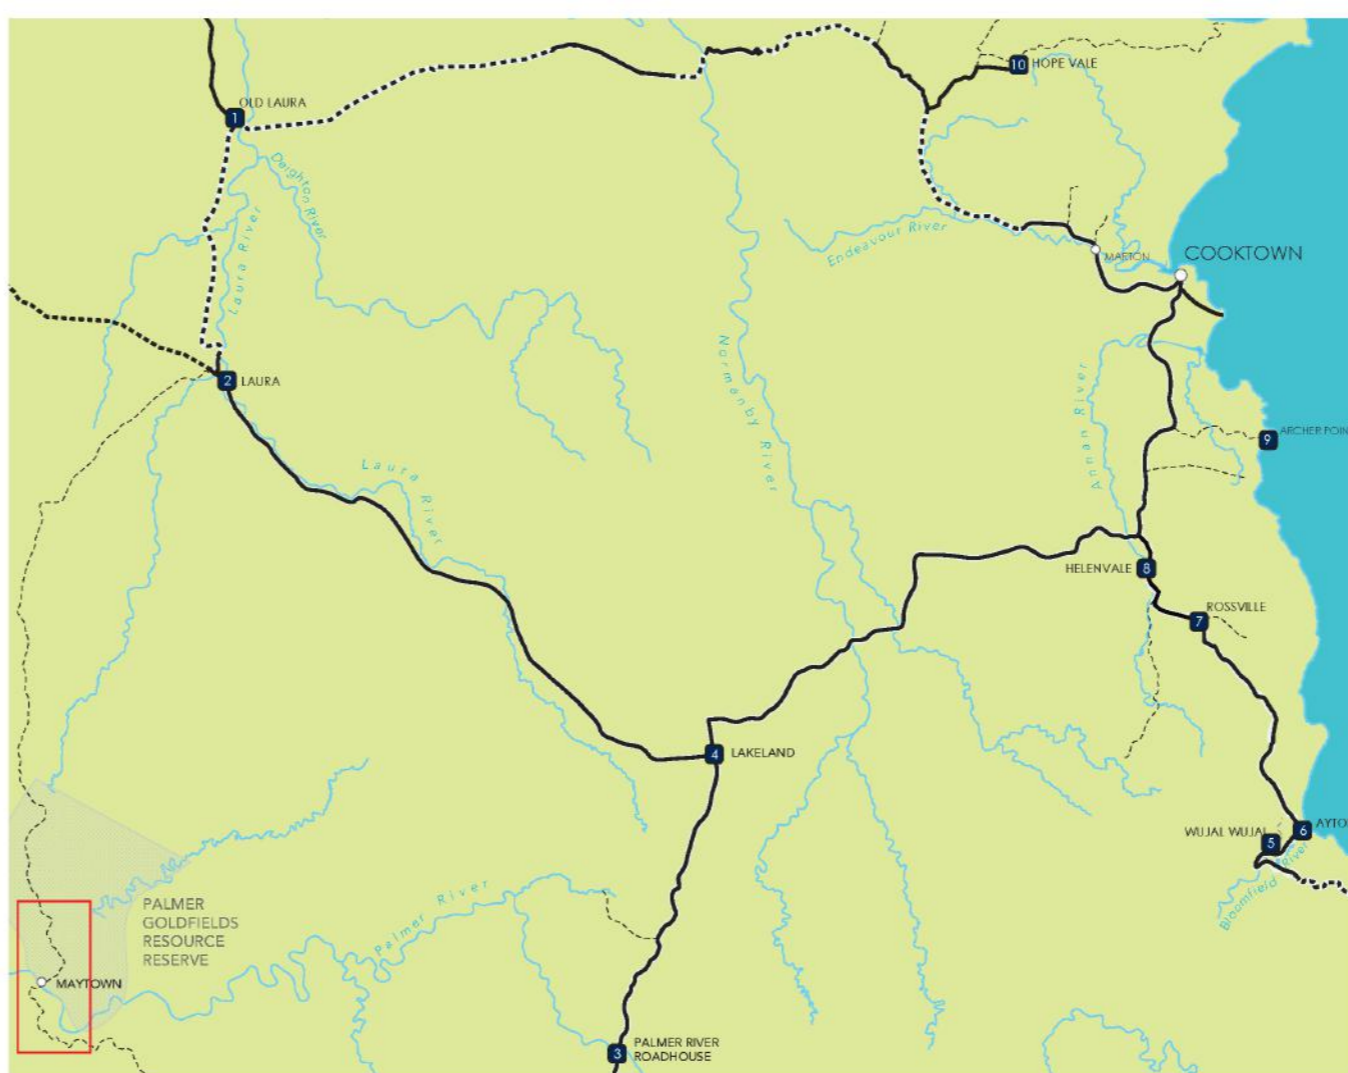 10 HOPE VALE
OLD LAURA
1
Deighton River
Laura River
Endeavour River
MARTON
COOKTOWN
2 LAURA
Normanby River
Annan River
9 ARCHER POIN
Laura River
HELENVALE 8
ROSSVILLE
7
4 LAKELAND
WUJAL WUJAL
5
6 AYTO
Bloomfield River
Palmer River
PALMER
GOLDFIELDS
RESOURCE
RESERVE
MAYTOWN
3 PALMER RIVER
ROADHOUSE